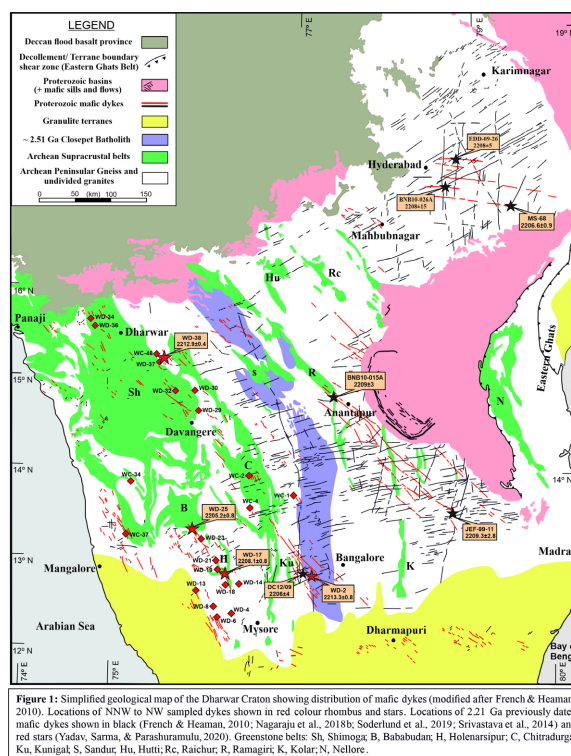 LEGEND
Deccan flood basalt province
Decollement/ Terrane boundary
shear zone (Eastern Ghats Belt)
Proterozoic basins
(+ mafic sills and flows)
Proterozoic mafic dykes
Granulite terranes
~ 2.51 Ga Closepet Batholith
Archean Supracrustal belts
Archean Peninsular Gneiss and
undivided granites
50 (km) 100 150
0
77 E
79 E
19° N
Karimnagar
EDD-09-26
2208±5
Hyderabad
BNB10-026A
2208±15
MS-68
2206.6±0.9
Mahbubnagar
Hu
Rc
16° N
Panaji
WD-34
WD-36
Dharwar
WD-38
2212.9±0.4
WC-40
WD-37
15° N
Sh
WD-32
WD-30
WD-29
s
R
BNB10-015A
2209±3
Anantapur
N
Eastern Ghats
Davangere
14° N
14° N
WC-34
C
WC-2
WC-4
WC-1
B
WD-25
2205.2±0.8
WC-37
WD-23
JEF-09-11
2209.3±2.8
13° N
WD-21
WD-19
H
WD-17
2208.1±0.8
Ku
Bangalore
Madra
Mangalore
WD-13
WD-18
WD-14
DC12/09
2206±4
WD-2
2213.3±0.8
K
WD-8
WD-4
WD-6
Mysore
Arabian Sea
Dharmapuri
12° N
Bay of
Beng
74° E
75 E
80° E
Figure 1: Simplified geological map of the Dharwar Craton showing distribution of mafic dykes (modified after French & Heaman,
2010). Locations of NNW to NW sampled dykes shown in red colour rhombus and stars. Locations of 2.21 Ga previously dated
mafic dykes shown in black (French & Heaman, 2010; Nagaraju et al., 2018b; Soderlund et al., 2019; Srivastava et al., 2014) and
red stars (Yadav, Sarma, & Parashuramulu, 2020). Greenstone belts: Sh, Shimoga; B, Bababudan; H, Holenarsipur; C, Chitradurga;
Ku, Kunigal; S, Sandur; Hu, Hutti; Rc, Raichur; R, Ramagiri; K, Kolar; N, Nellore.